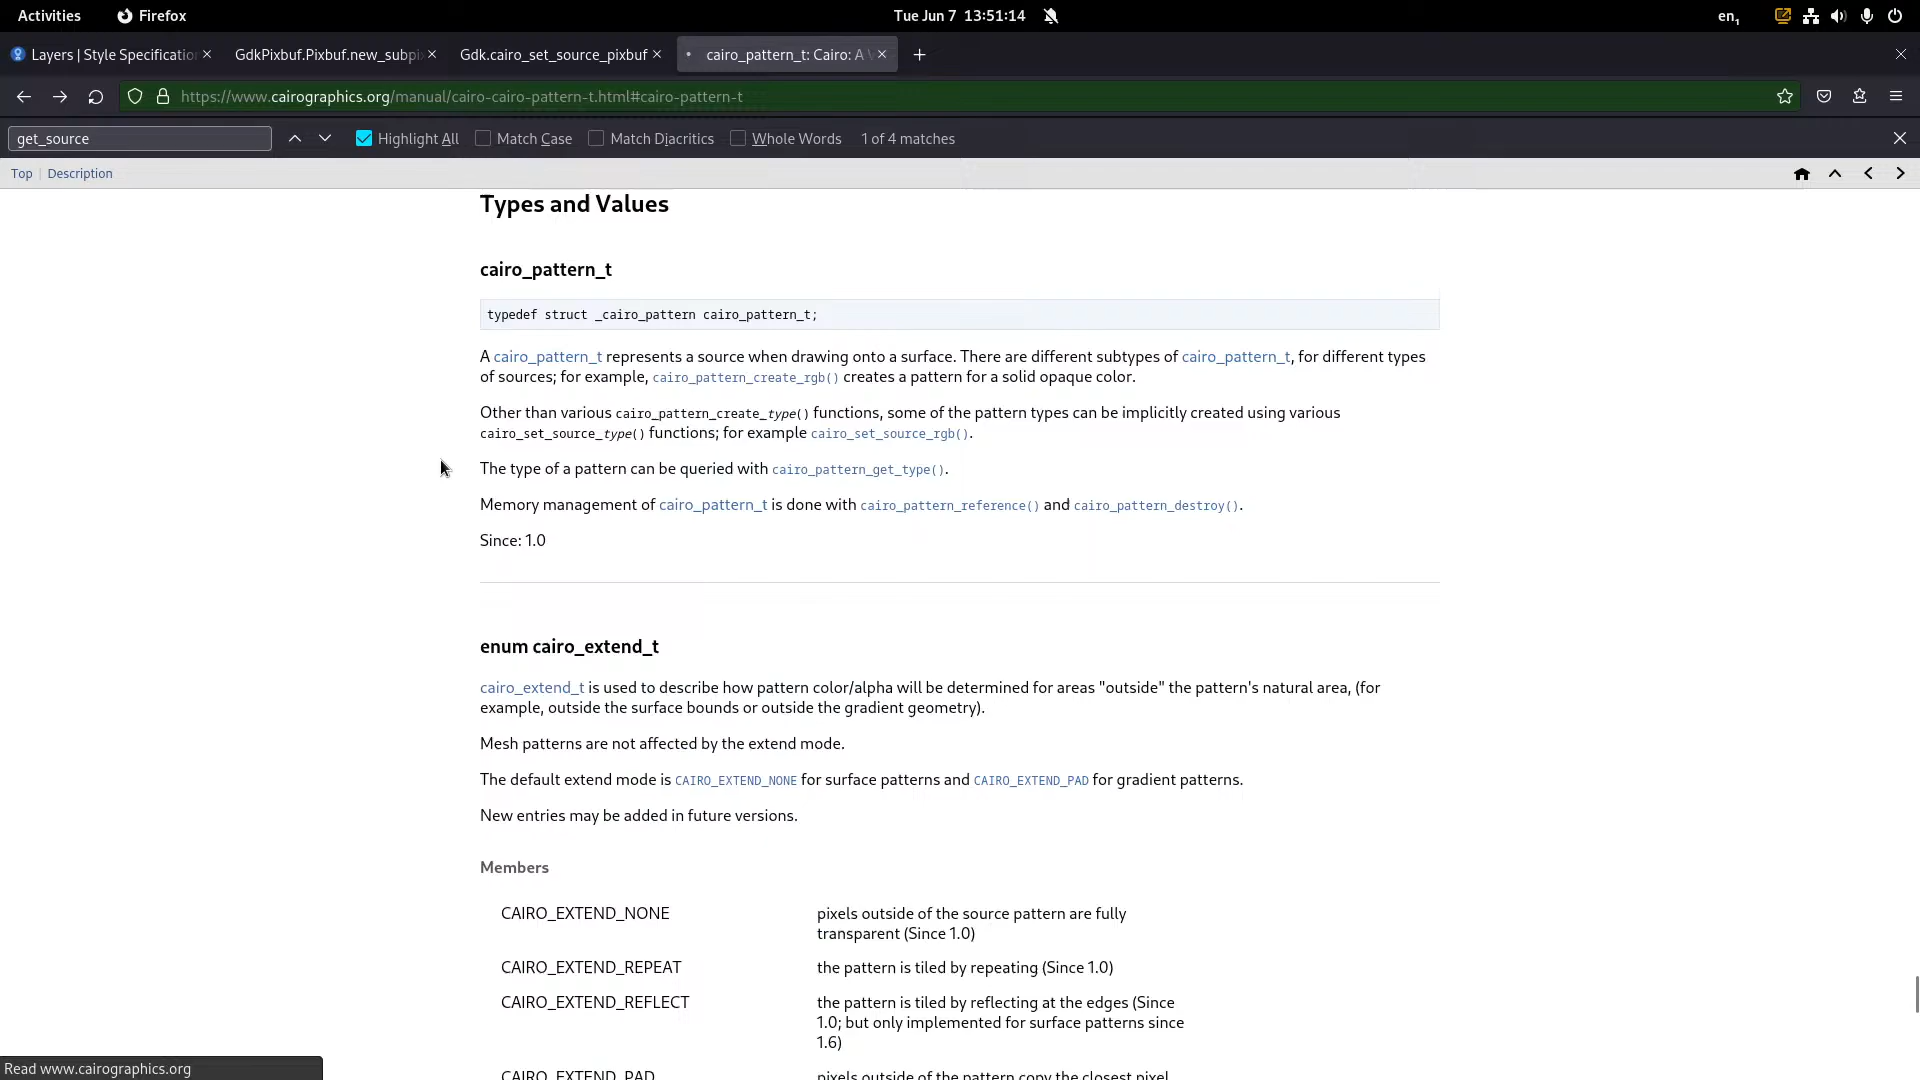 Activities Firefox Tue Jun 7 13:51:14 en1
Layers | Style Specificatio GdkPixbuf.Pixbuf.new_subpi Gdk.cairo_set_source_pixbuf cairo_pattern_t: Cairo: A
https://www.cairographics.org/manual/cairo-cairo-pattern-t.html#cairo-pattern-t
get_source Highlight All Match Case Match Diacritics Whole Words 1 of 4 matches
Top | Description
Types and Values
cairo_pattern_t
typedef struct _cairo_pattern cairo_pattern_t;
A cairo_pattern_t represents a source when drawing onto a surface. There are different subtypes of cairo_pattern_t, for different types
of sources; for example, cairo_pattern_create_rgb() creates a pattern for a solid opaque color.
Other than various cairo_pattern_create_type() functions, some of the pattern types can be implicitly created using various
cairo_set_source_type() functions; for example cairo_set_source_rgb().
The type of a pattern can be queried with cairo_pattern_get_type().
Memory management of cairo_pattern_t is done with cairo_pattern_reference() and cairo_pattern_destroy().
Since: 1.0
enum cairo_extend_t
cairo_extend_t is used to describe how pattern color/alpha will be determined for areas "outside" the pattern's natural area, (for
example, outside the surface bounds or outside the gradient geometry).
Mesh patterns are not affected by the extend mode.
The default extend mode is CAIRO_EXTEND_NONE for surface patterns and CAIRO_EXTEND_PAD for gradient patterns.
New entries may be added in future versions.
Members
CAIRO_EXTEND_NONE pixels outside of the source pattern are fully
transparent (Since 1.0)
CAIRO_EXTEND_REPEAT the pattern is tiled by repeating (Since 1.0)
CAIRO_EXTEND_REFLECT the pattern is tiled by reflecting at the edges (Since
1.0; but only implemented for surface patterns since
1.6)
CAIRO_EXTEND_PAD pixels outside of the pattern copy the closest pixel
Read www.cairographics.org